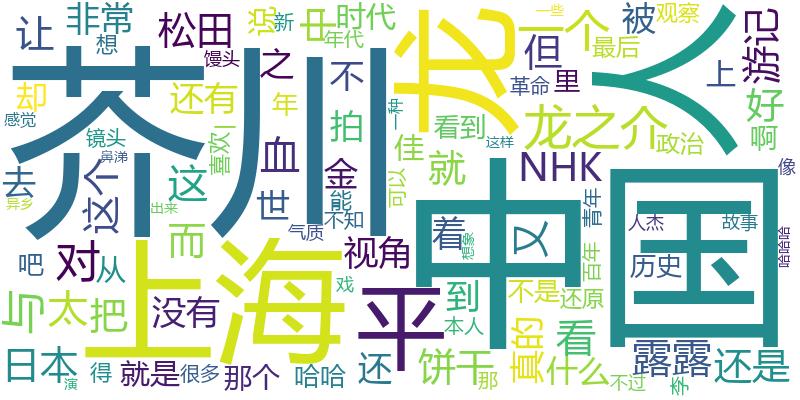 让
非常
想
松田
说
新
中
时代
年代
龙
一个
一些
最后
被
观察
游记
上
人
馒头
之
但
里
革命
却
感觉
芥川
还有
年
不
拍
一种
看到
龙之介
政治
好
啊
镜头
鼻涕
喜欢
血
佳
就
这样
NHK
去
异乡
这个
这
出来
世
金
能
可以
中国
像
青年
又
人杰
故事
哈哈哈
吧
对
从
而
上海
气质
不知
视角
着
想象
百年
历史
与
太
把
没有
戏
平
到
本人
不是
还原
真的
看
日本
演
得
就是
很多
那个
哈哈
还
饼干
那
什么
不过
李
露露
还是